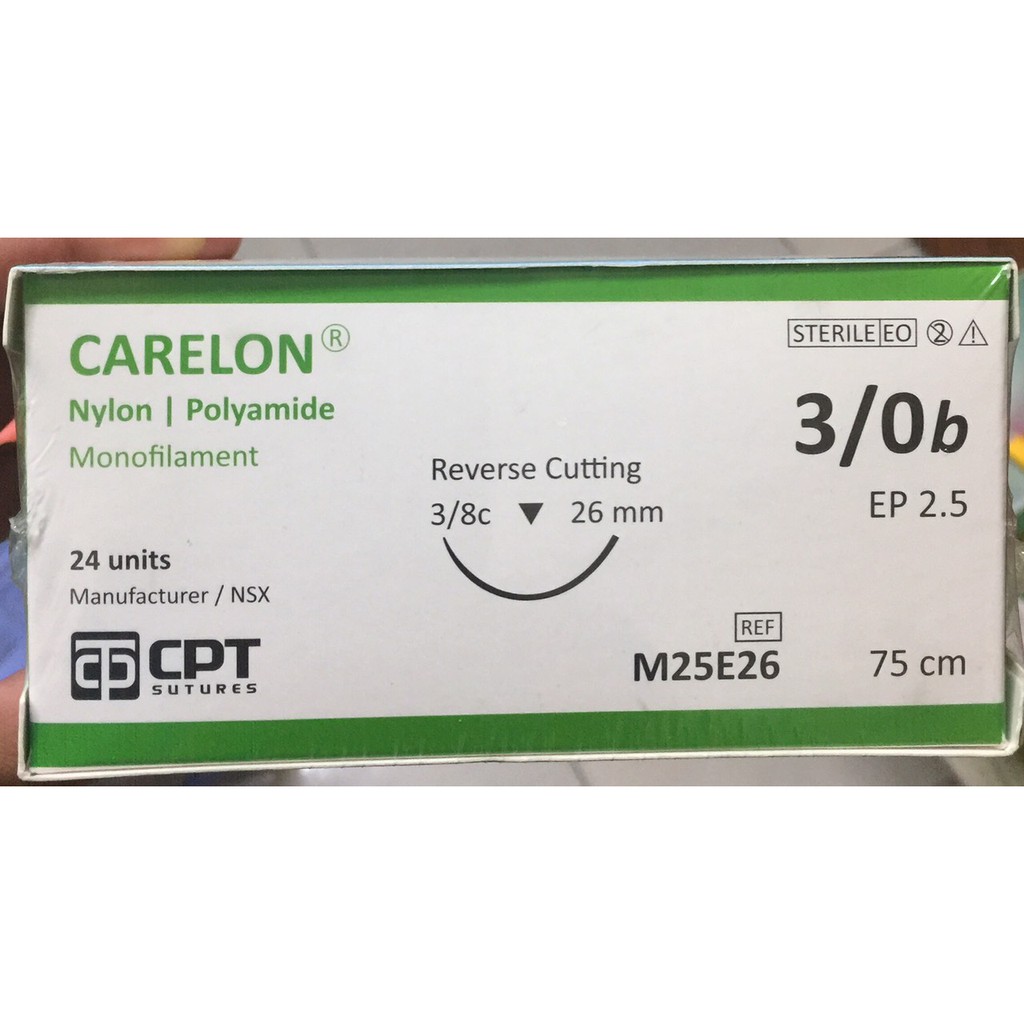 CARELON®
Nylon | Polyamide
Monofilament
STERILE EO 2
3/0b
EP 2.5
Reverse Cutting
3/8c ▼ 26 mm
24 units
Manufacturer / NSX
CPT
SUTURES
REF
M25E26
75 cm